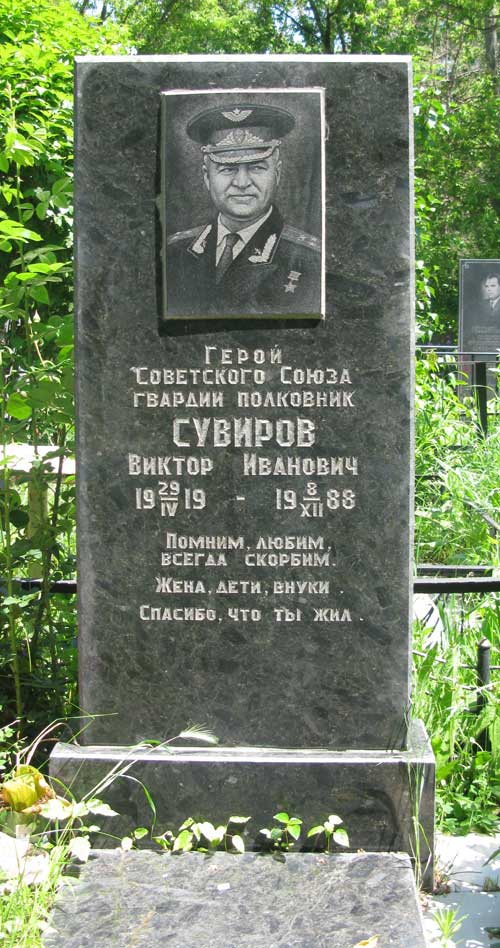 Герой
Советского Союза
гвардии полковник
СУВИРОВ
Виктор Иванович
19 29/IV 19 - 19 8/XII 88
Помним, любим,
всегда скорбим.
Жена, дети, внуки.
Спасибо, что ты жил.